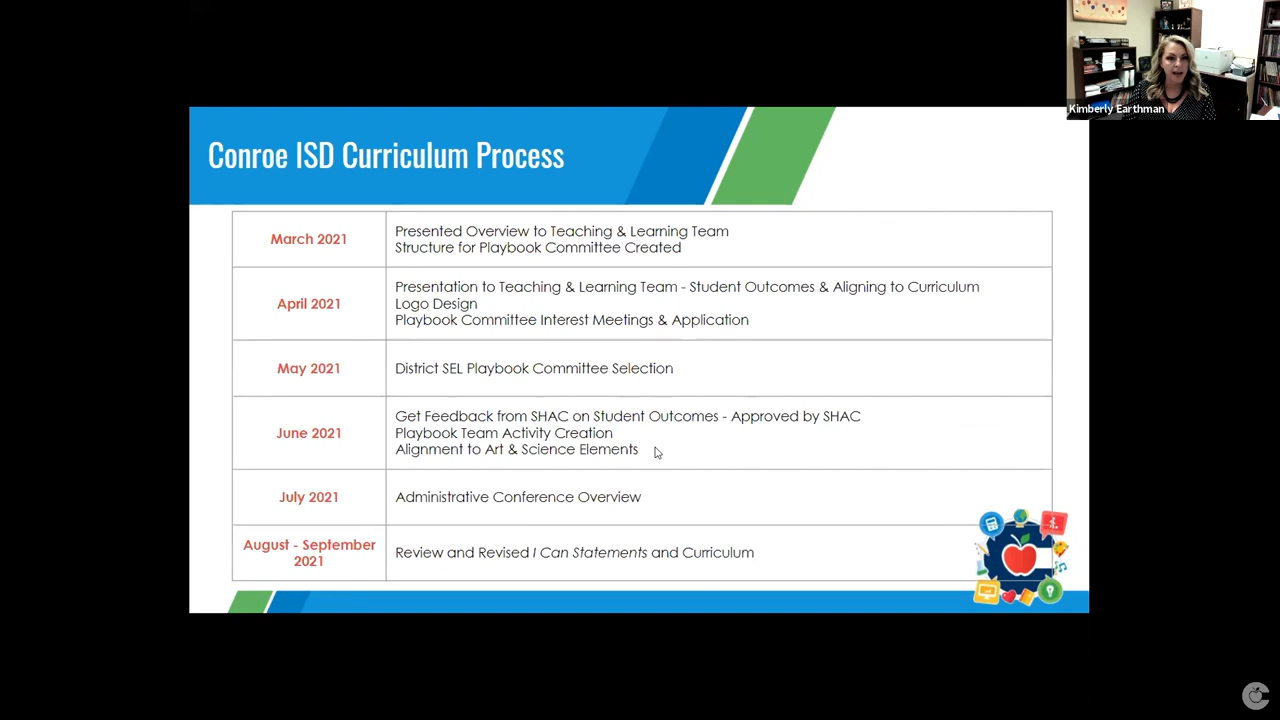 Kimberly Earthman
Conroe ISD Curriculum Process
March 2021
Presented Overview to Teaching & Learning Team
Structure for Playbook Committee Created
April 2021
Presentation to Teaching & Learning Team - Student Outcomes & Aligning to Curriculum
Logo Design
Playbook Committee Interest Meetings & Application
May 2021
District SEL Playbook Committee Selection
June 2021
Get Feedback from SHAC on Student Outcomes - Approved by SHAC
Playbook Team Activity Creation
Alignment to Art & Science Elements
July 2021
Administrative Conference Overview
August - September
2021
Review and Revised I Can Statements and Curriculum